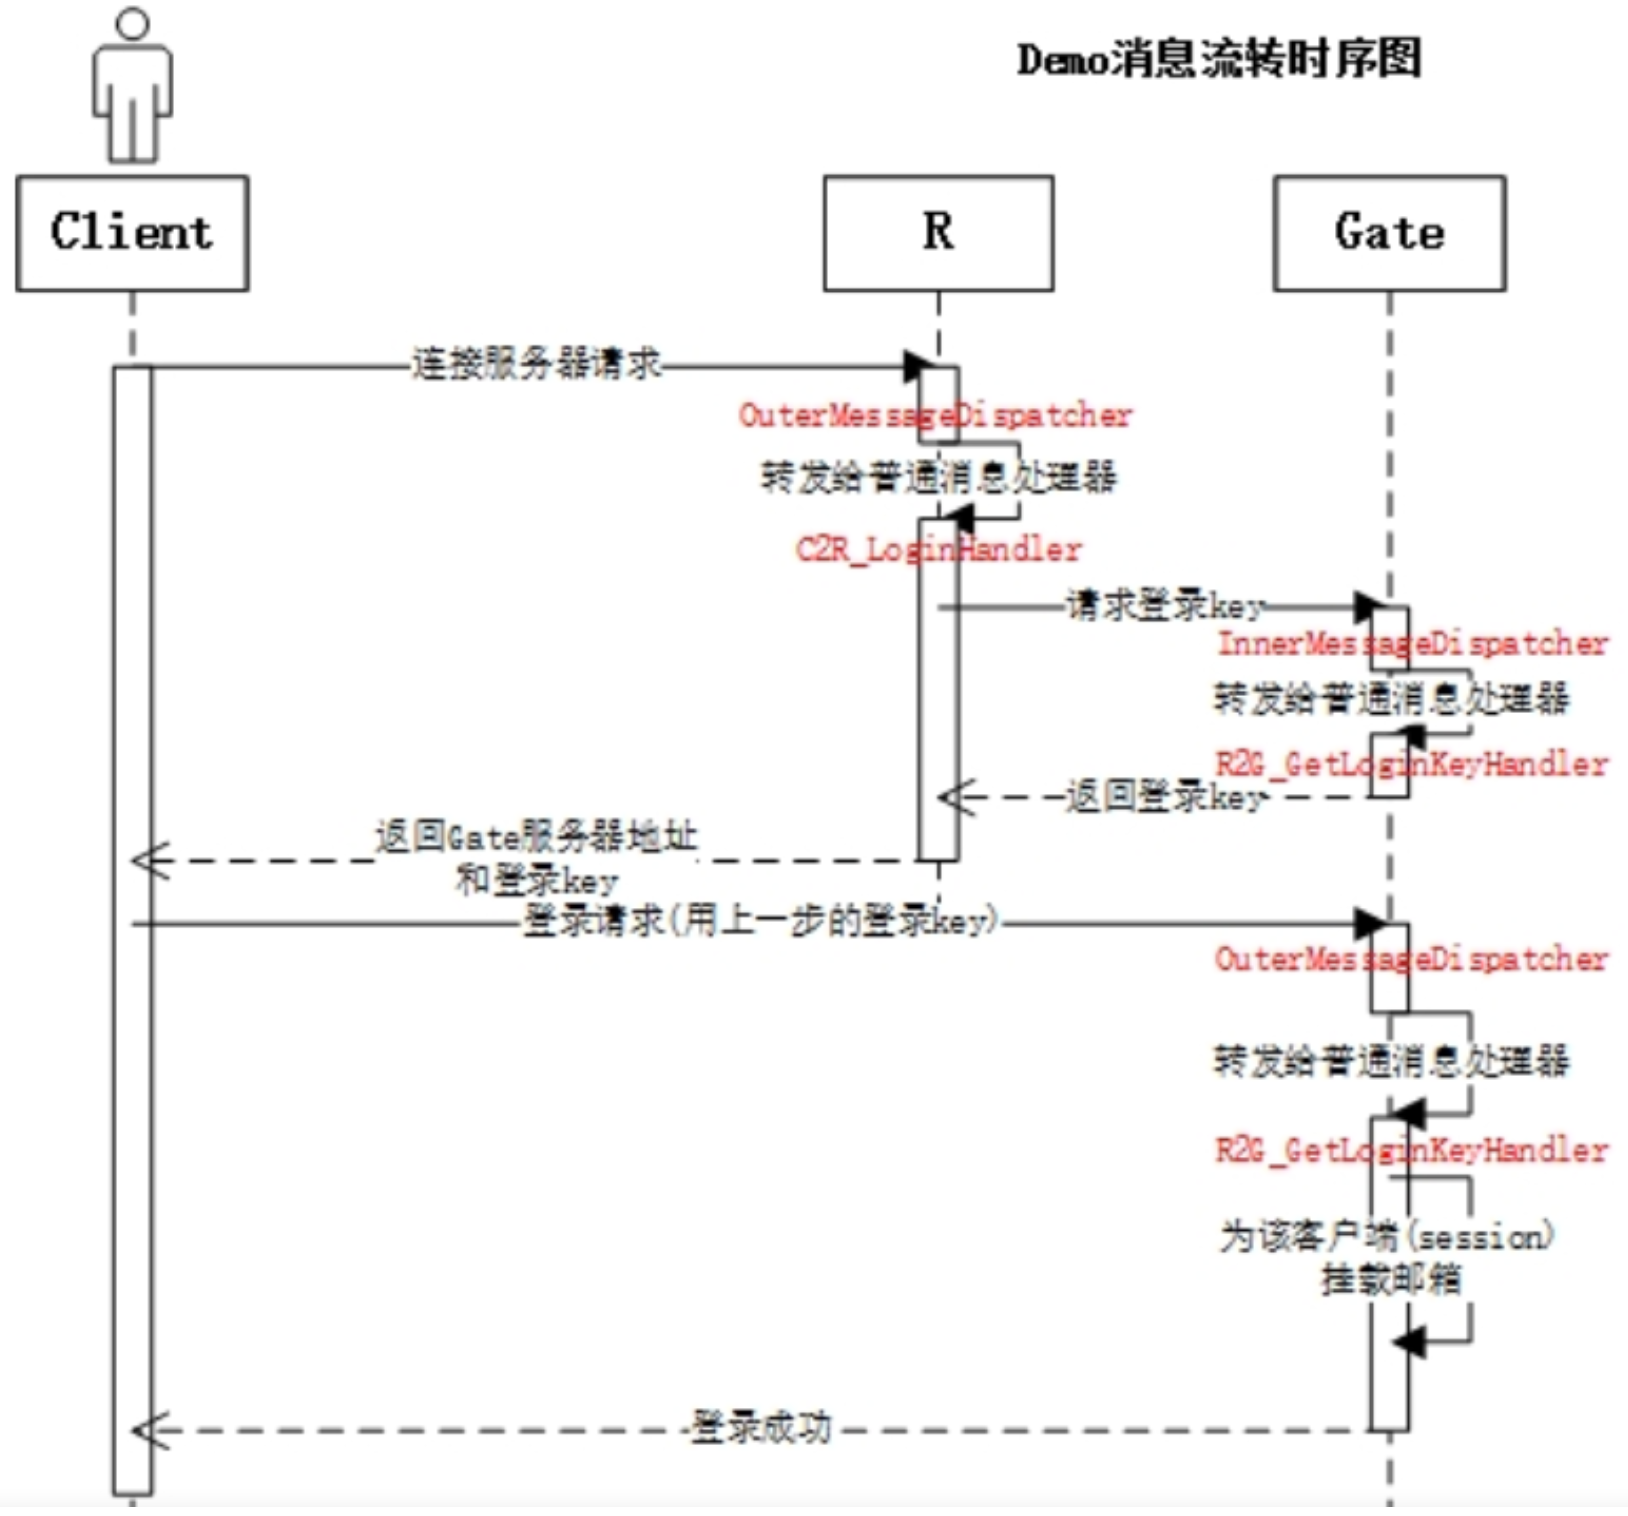 Demo消息流转时序图
Client
R
Gate
连接服务器请求
OuterMessageDispatcher
转发给普通消息处理器
C2R_LoginHandler
请求登录key
InnerMessageDispatcher
转发给普通消息处理器
R2G_GetLoginKeyHandler
返回登录key
返回Gate服务器地址
和登录key
登录请求(用上一步的登录key)
OuterMessageDispatcher
转发给普通消息处理器
R2G_GetLoginKeyHandler
为该客户端(session)
挂载邮箱
登录成功